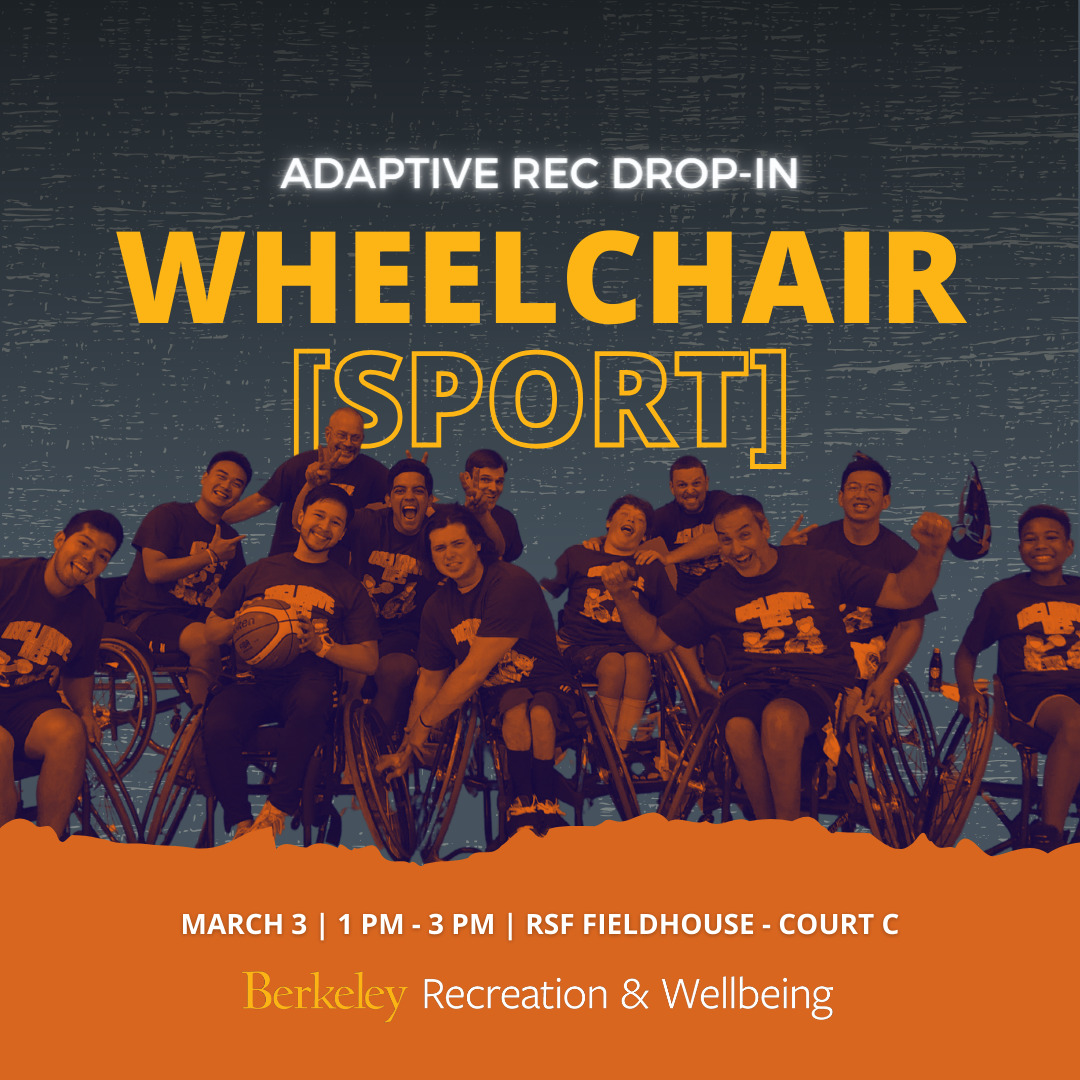 ADAPTIVE REC DROP-IN
WHEELCHAIR
[SPORT]
MARCH 3 | 1 PM - 3 PM | RSF FIELDHOUSE - COURT C
Berkeley Recreation & Wellbeing